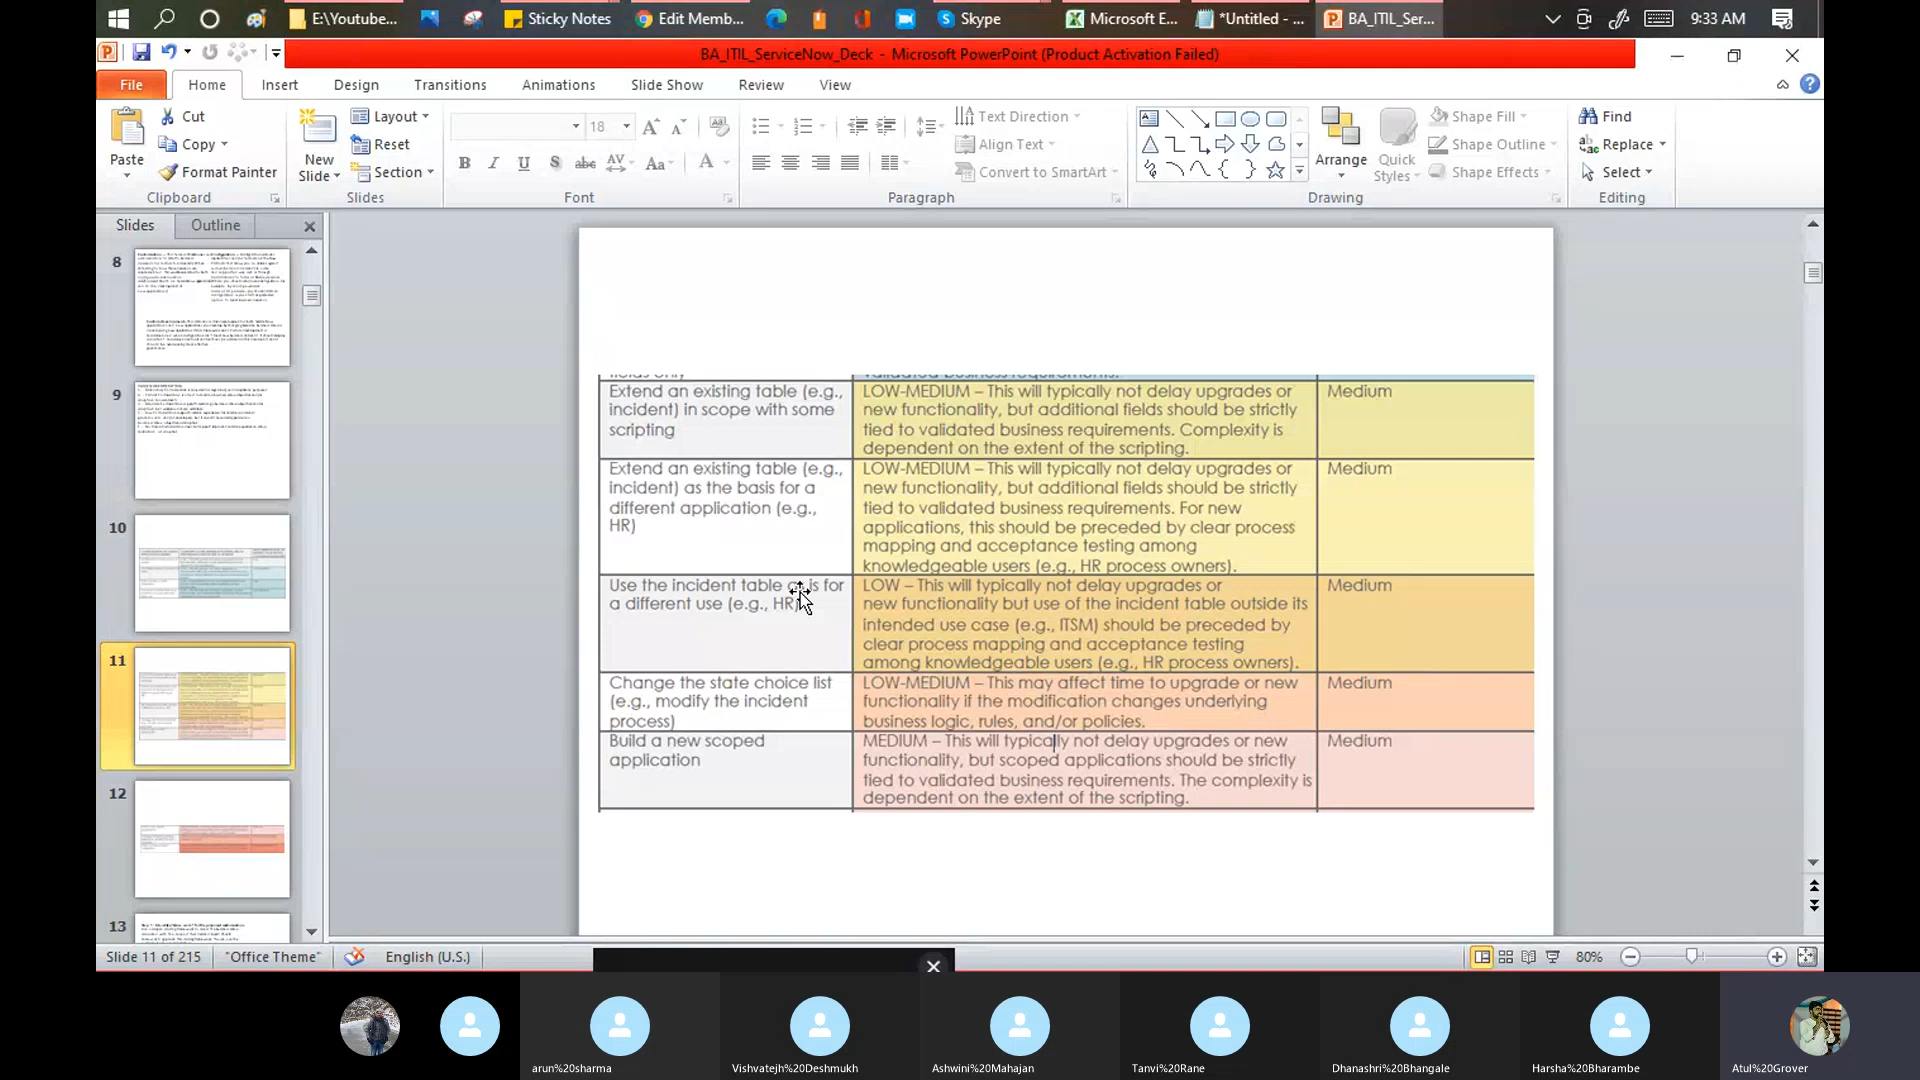 E:\Youtube...
Sticky Notes
Edit Memb...
Skype
Microsoft E...
*Untitled - ...
BA_ITIL_Ser...
9:33 AM
BA_ITIL_ServiceNow_Deck - Microsoft PowerPoint (Product Activation Failed)
File
Home
Insert
Design
Transitions
Animations
Slide Show
Review
View
Paste
Cut
Copy
Format Painter
Clipboard
New
Slide
Layout
Reset
Section
Slides
18
Font
Text Direction
Align Text
Convert to SmartArt
Paragraph
Arrange
Quick
Styles
Shape Fill
Shape Outline
Shape Effects
Drawing
Find
Replace
Select
Editing
Slides
Outline
8
9
10
11
12
13
fields only
validated business requirements.
Extend an existing table (e.g.,
incident) in scope with some
scripting
LOW-MEDIUM – This will typically not delay upgrades or
new functionality, but additional fields should be strictly
tied to validated business requirements. Complexity is
dependent on the extent of the scripting.
Medium
Extend an existing table (e.g.,
incident) as the basis for a
different application (e.g.,
HR)
LOW-MEDIUM – This will typically not delay upgrades or
new functionality, but additional fields should be strictly
tied to validated business requirements. For new
applications, this should be preceded by clear process
mapping and acceptance testing among
knowledgeable users (e.g., HR process owners).
Medium
Use the incident table as is for
a different use (e.g., HR)
LOW – This will typically not delay upgrades or
new functionality but use of the incident table outside its
intended use case (e.g., ITSM) should be preceded by
clear process mapping and acceptance testing
among knowledgeable users (e.g., HR process owners).
Medium
Change the state choice list
(e.g., modify the incident
process)
LOW-MEDIUM – This may affect time to upgrade or new
functionality if the modification changes underlying
business logic, rules, and/or policies.
Medium
Build a new scoped
application
MEDIUM – This will typically not delay upgrades or new
functionality, but scoped applications should be strictly
tied to validated business requirements. The complexity is
dependent on the extent of the scripting.
Medium
Slide 11 of 215
"Office Theme"
English (U.S.)
80%
arun%20sharma
Vishvatejh%20Deshmukh
Ashwini%20Mahajan
Tanvi%20Rane
Dhanashri%20Bhangale
Harsha%20Bharambe
Atul%20Grover